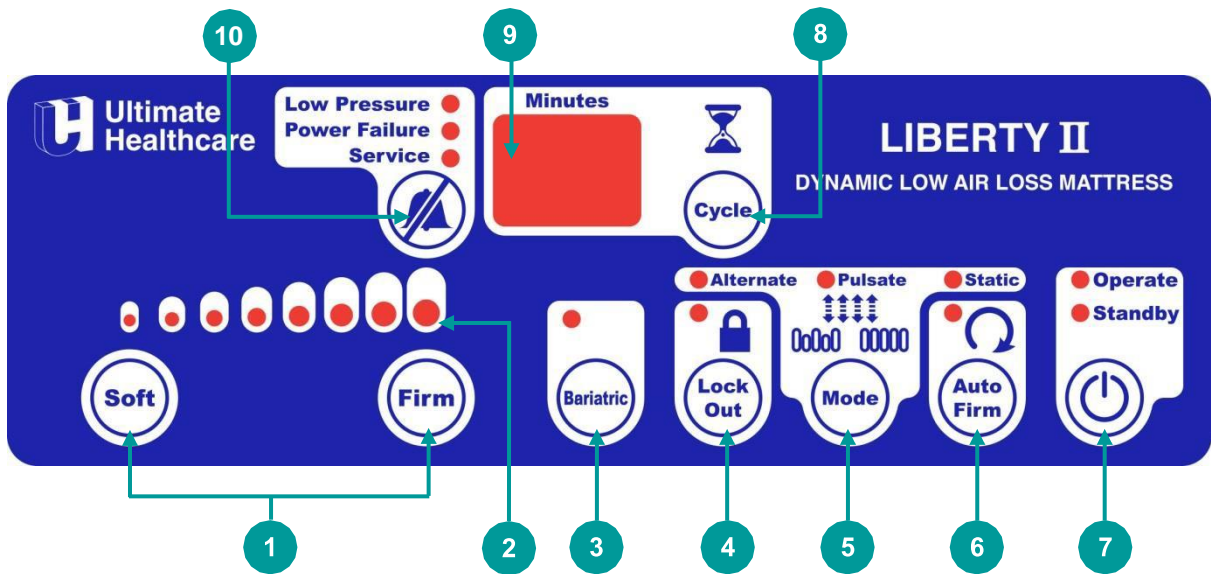 10
9
8
Ultimate
Healthcare
Low Pressure
Power Failure
Service
Minutes
Cycle
LIBERTY II
DYNAMIC LOW AIR LOSS MATTRESS
Alternate
Pulsate
Static
Operate
Standby
Soft
Firm
Bariatric
Lock
Out
Mode
Auto
Firm
1
2
3
4
5
6
7